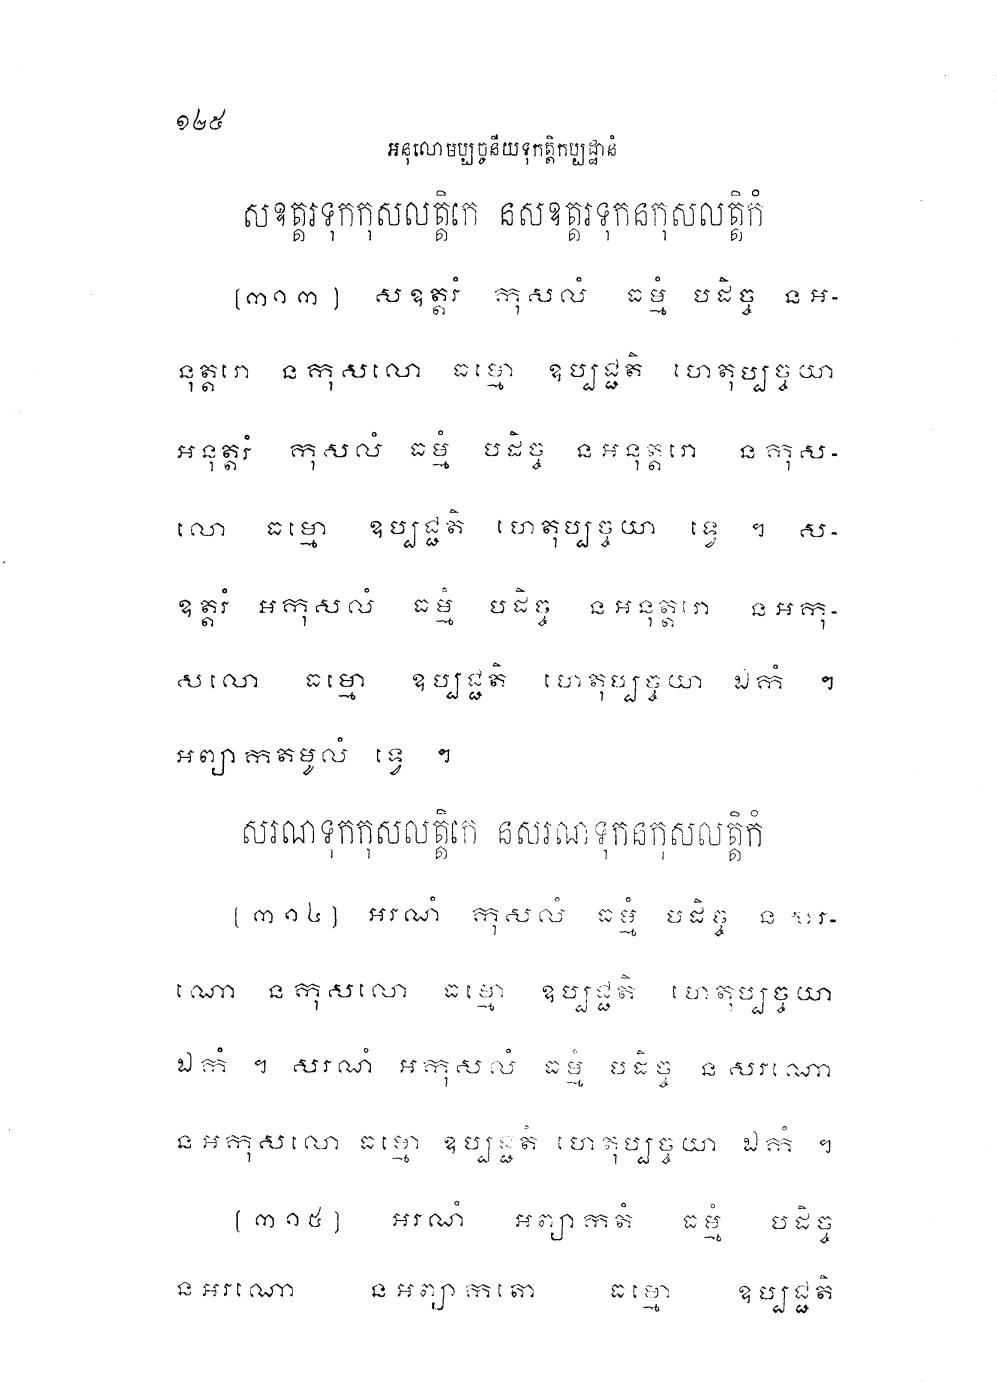 ១២៥
អនុលោមប្បច្ចនីយទុកត្តិកប្បដ្ឋានំ
សឧត្តរទុកកុសលត្តិកេ នសឧត្តរទុកនកុសលត្តិកំ
(៣១៣) សឧត្តរំ កុសលំ ធម្មំ បដិច្ច នអ-
នុត្តរោ នកុសលោ ធម្មោ ឧប្បជ្ជតិ ហេតុប្បច្ចយា
អនុត្តរំ កុសលំ ធម្មំ បដិច្ច នអនុត្តរោ នកុស-
លោ ធម្មោ ឧប្បជ្ជតិ ហេតុប្បច្ចយា ទ្វេ ។ ស-
ឧត្តរំ អកុសលំ ធម្មំ បដិច្ច នអនុត្តរោ នអកុ-
សលោ ធម្មោ ឧប្បជ្ជតិ ហេតុប្បច្ចយា ឯកំ ។
អព្យាកតមូលំ ទ្វេ ។
សរណទុកកុសលត្តិកេ នសរណទុកនកុសលត្តិកំ
(៣១៤) អរណំ កុសលំ ធម្មំ បដិច្ច ន សរ-
ណោ នកុសលោ ធម្មោ ឧប្បជ្ជតិ ហេតុប្បច្ចយា
ឯកំ ។ សរណំ អកុសលំ ធម្មំ បដិច្ច នសរណោ
នអកុសលោ ធម្មោ ឧប្បជ្ជតិ ហេតុប្បច្ចយា ឯកំ ។
(៣១៥) អរណំ អព្យាកតំ ធម្មំ បដិច្ច
នអរណោ នអព្យាកតោ ធម្មោ ឧប្បជ្ជតិ